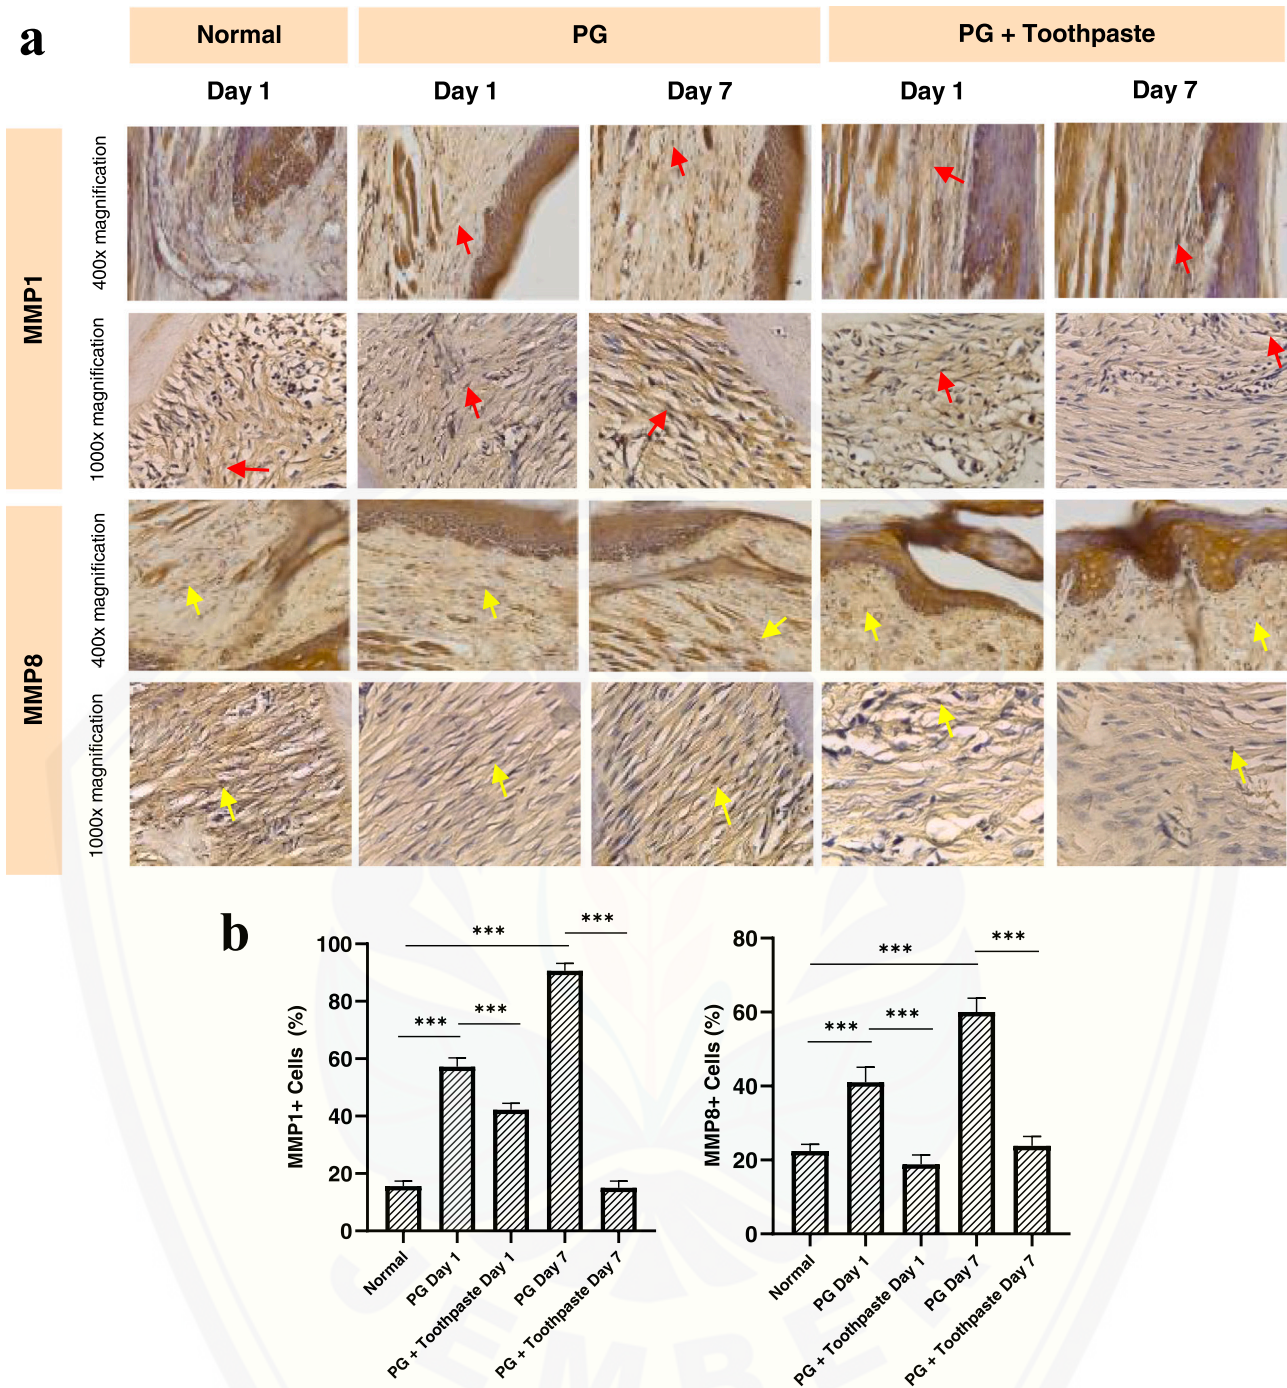 a
Normal
PG
PG + Toothpaste
Day 1
Day 1
Day 7
Day 1
Day 7
MMP1
400x magnification
1000x magnification
MMP8
400x magnification
1000x magnification
b
MMP1+ Cells (%)
100
80
60
40
20
0
***
***
***
***
Normal
PG Day 1
PG + Toothpaste Day 1
PG Day 7
PG + Toothpaste Day 7
MMP8+ Cells (%)
80
60
40
20
0
***
***
***
***
Normal
PG Day 1
PG + Toothpaste Day 1
PG Day 7
PG + Toothpaste Day 7
JEMBER